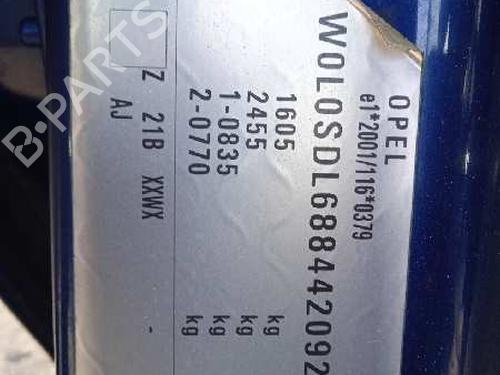 OPEL
e1*2001/116*0379
W0L0SDL688442092
1605 kg
2455 kg
1-0835 kg
2-0770 kg
Z 21B XXWX -
AJ
B-PARTS